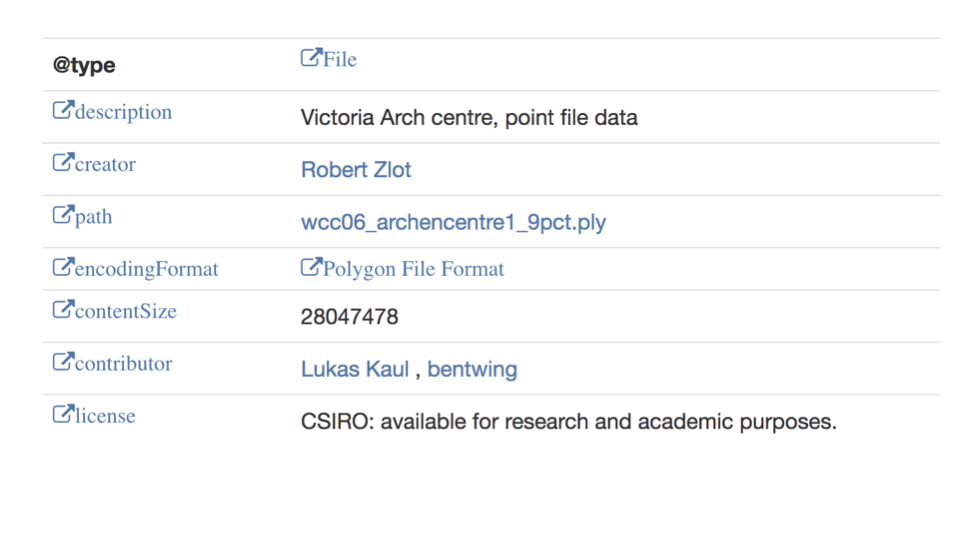 @type File
description Victoria Arch centre, point file data
creator Robert Zlot
path wcc06_archencentre1_9pct.ply
encodingFormat Polygon File Format
contentSize 28047478
contributor Lukas Kaul , bentwing
license CSIRO: available for research and academic purposes.